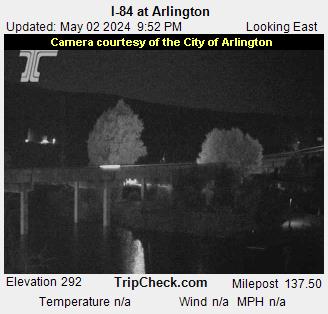 I-84 at Arlington
Updated: May 02 2024 9:52 PM Looking East
Camera courtesy of the City of Arlington
Elevation 292 TripCheck.com Milepost 137.50
Temperature n/a Wind n/a MPH n/a